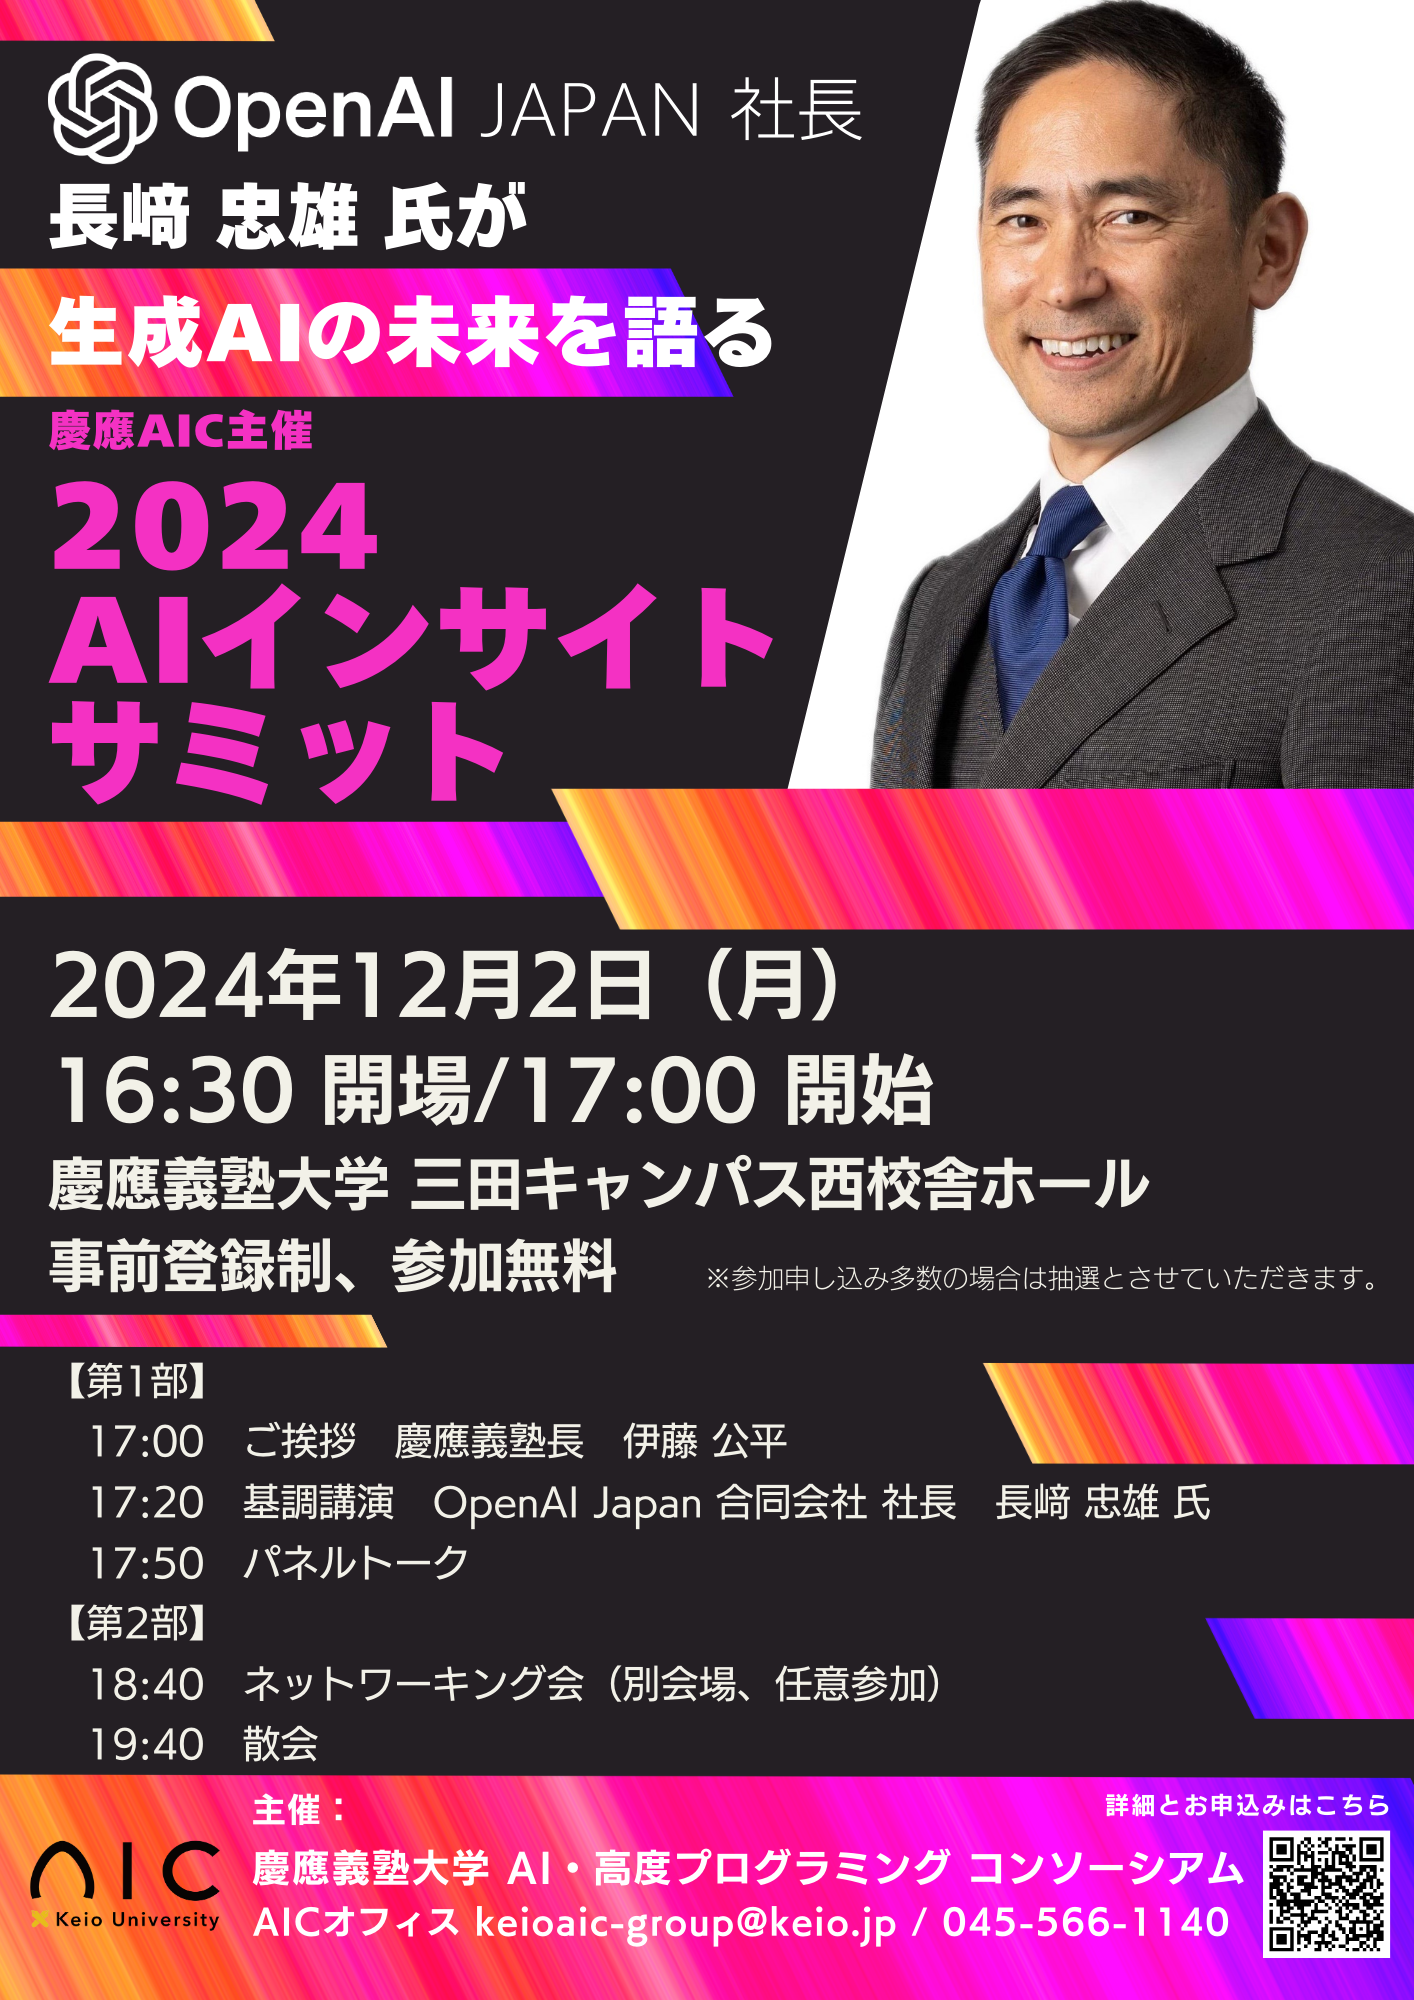 OpenAI JAPAN 社長
長﨑 忠雄 氏が
生成AIの未来を語る
慶應AIC主催
2024
AIインサイト
サミット
2024年12月2日（月）
16:30 開場/17:00 開始
慶應義塾大学 三田キャンパス西校舎ホール
事前登録制、参加無料
※参加申し込み多数の場合は抽選とさせていただきます。
【第1部】
17:00 ご挨拶 慶應義塾長 伊藤 公平
17:20 基調講演 OpenAI Japan 合同会社 社長 長﨑 忠雄 氏
17:50 パネルトーク
【第2部】
18:40 ネットワーキング会（別会場、任意参加）
19:40 散会
主催：
慶應義塾大学 AI・高度プログラミング コンソーシアム
AICオフィス keioaic-group@keio.jp / 045-566-1140
詳細とお申込みはこちら
AIC
Keio University